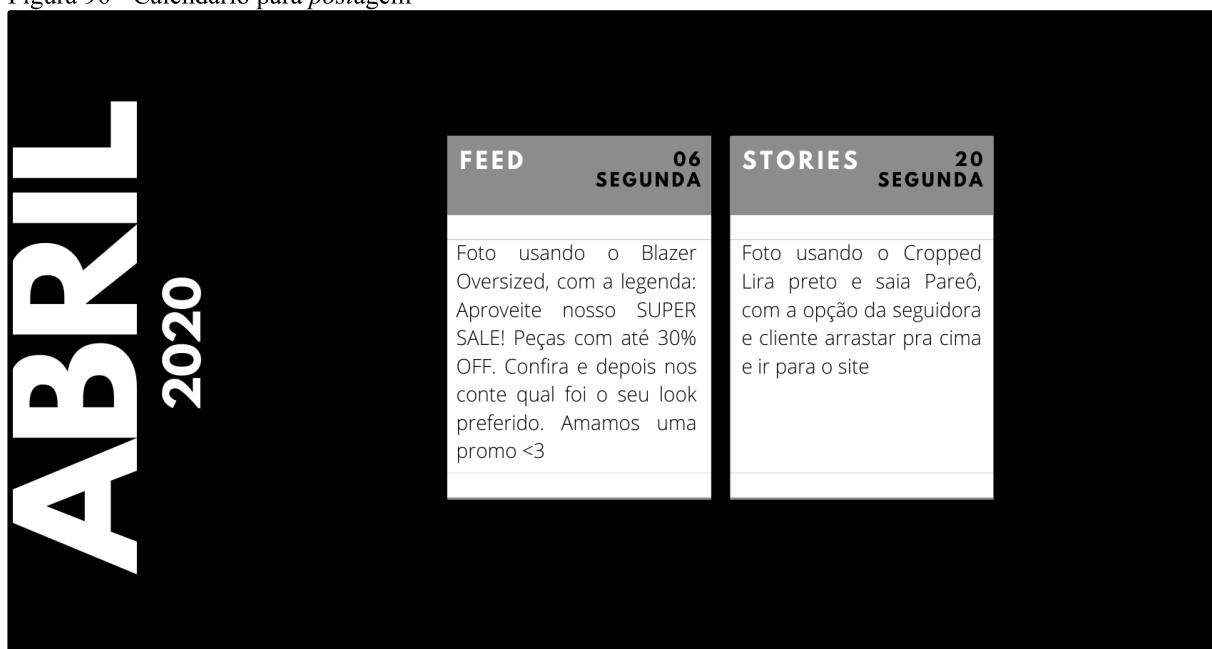 Figura 96 - Calendário para postagem
ABRIL
2020
FEED
06
SEGUNDA
Foto usando o Blazer
Oversized, com a legenda:
Aproveite nosso SUPER
SALE! Peças com até 30%
OFF. Confira e depois nos
conte qual foi o seu look
preferido. Amamos uma
promo <3
STORIES
20
SEGUNDA
Foto usando o Cropped
Lira preto e saia Pareô,
com a opção da seguidora
e cliente arrastar pra cima
e ir para o site